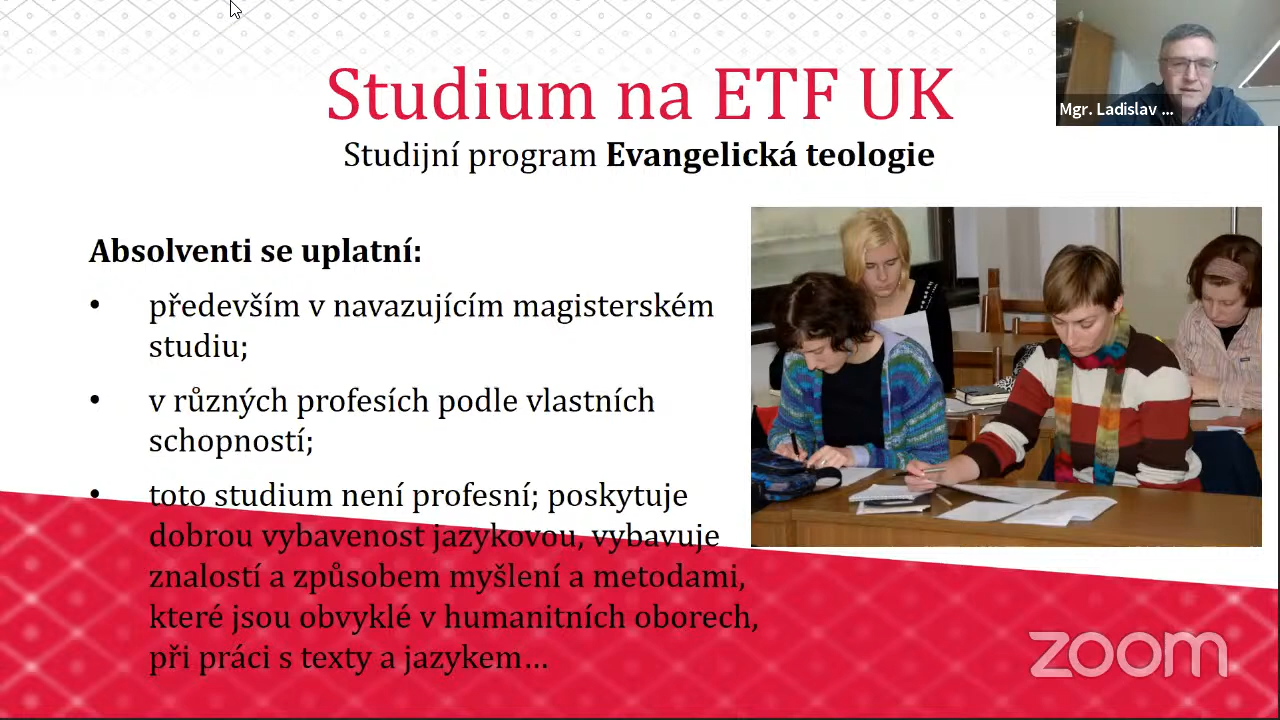 Studium na ETF UK
Mgr. Ladislav ...
Studijní program Evangelická teologie
Absolventi se uplatní:
• především v navazujícím magisterském
studiu;
• v různých profesích podle vlastních
schopností;
• toto studium není profesní; poskytuje
dobrou vybavenost jazykovou, vybavuje
znalostí a způsobem myšlení a metodami,
které jsou obvyklé v humanitních oborech,
při práci s texty a jazykem…
zoom